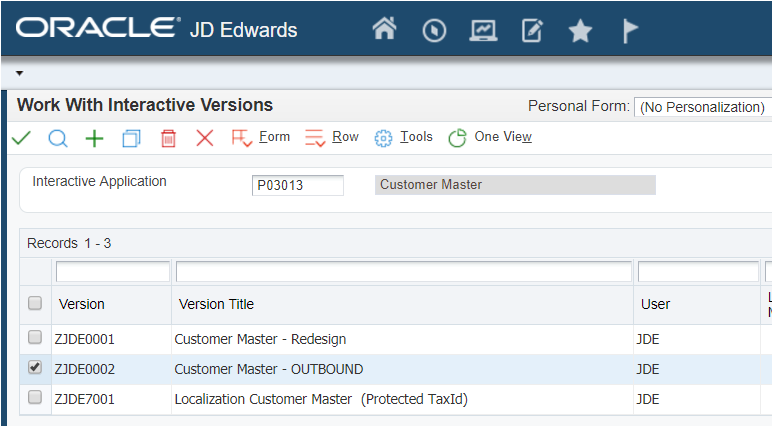 ORACLE® JD Edwards
Work With Interactive Versions Personal Form: (No Personalization)
Form Row Tools One View
Interactive Application P03013 Customer Master
Records 1 - 3
Version Version Title User
ZJDE0001 Customer Master - Redesign JDE
ZJDE0002 Customer Master - OUTBOUND JDE
ZJDE7001 Localization Customer Master (Protected TaxId) JDE